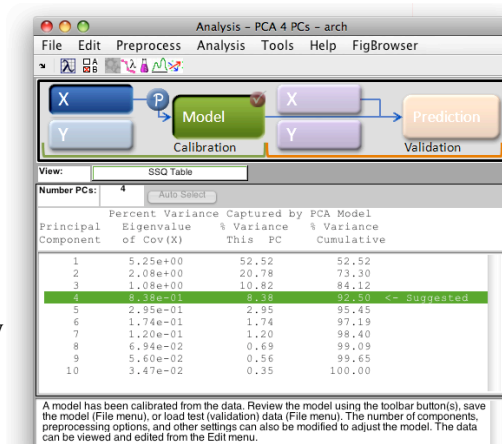 Analysis – PCA 4 PCs – arch
File Edit Preprocess Analysis Tools Help FigBrowser
X P Model X Prediction
Y Y
Calibration Validation
View: SSQ Table
Number PCs: 4 Auto Select
Percent Variance Captured by PCA Model
Principal Eigenvalue % Variance % Variance
Component of Cov(X) This PC Cumulative
1 5.25e+00 52.52 52.52
2 2.08e+00 20.78 73.30
3 1.08e+00 10.82 84.12
4 8.38e-01 8.38 92.50 <- Suggested
5 2.95e-01 2.95 95.45
6 1.74e-01 1.74 97.19
7 1.20e-01 1.20 98.40
8 6.94e-02 0.69 99.09
9 5.60e-02 0.56 99.65
10 3.47e-02 0.35 100.00
A model has been calibrated from the data. Review the model using the toolbar button(s), save
the model (File menu), or load test (validation) data (File menu). The number of components,
preprocessing options, and other settings can also be modified to adjust the model. The data
can be viewed and edited from the Edit menu.